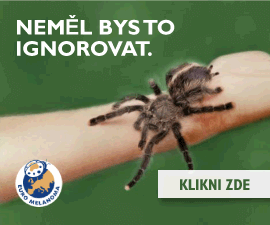 NEMĚL BYS TO
IGNOROVAT.
EURO MELANOMA
KLIKNI ZDE